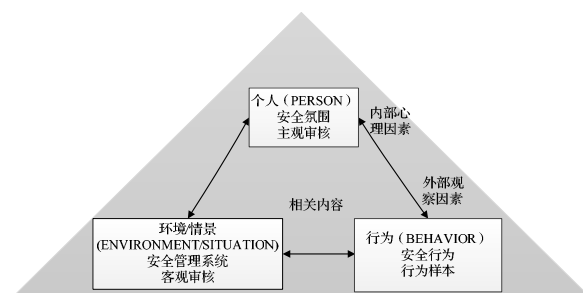 个人（PERSON）
安全氛围
主观审核
内部心
理因素
外部观
察因素
相关内容
环境/情景
(ENVIRONMENT/SITUATION)
安全管理系统
客观审核
行为（BEHAVIOR）
安全行为
行为样本